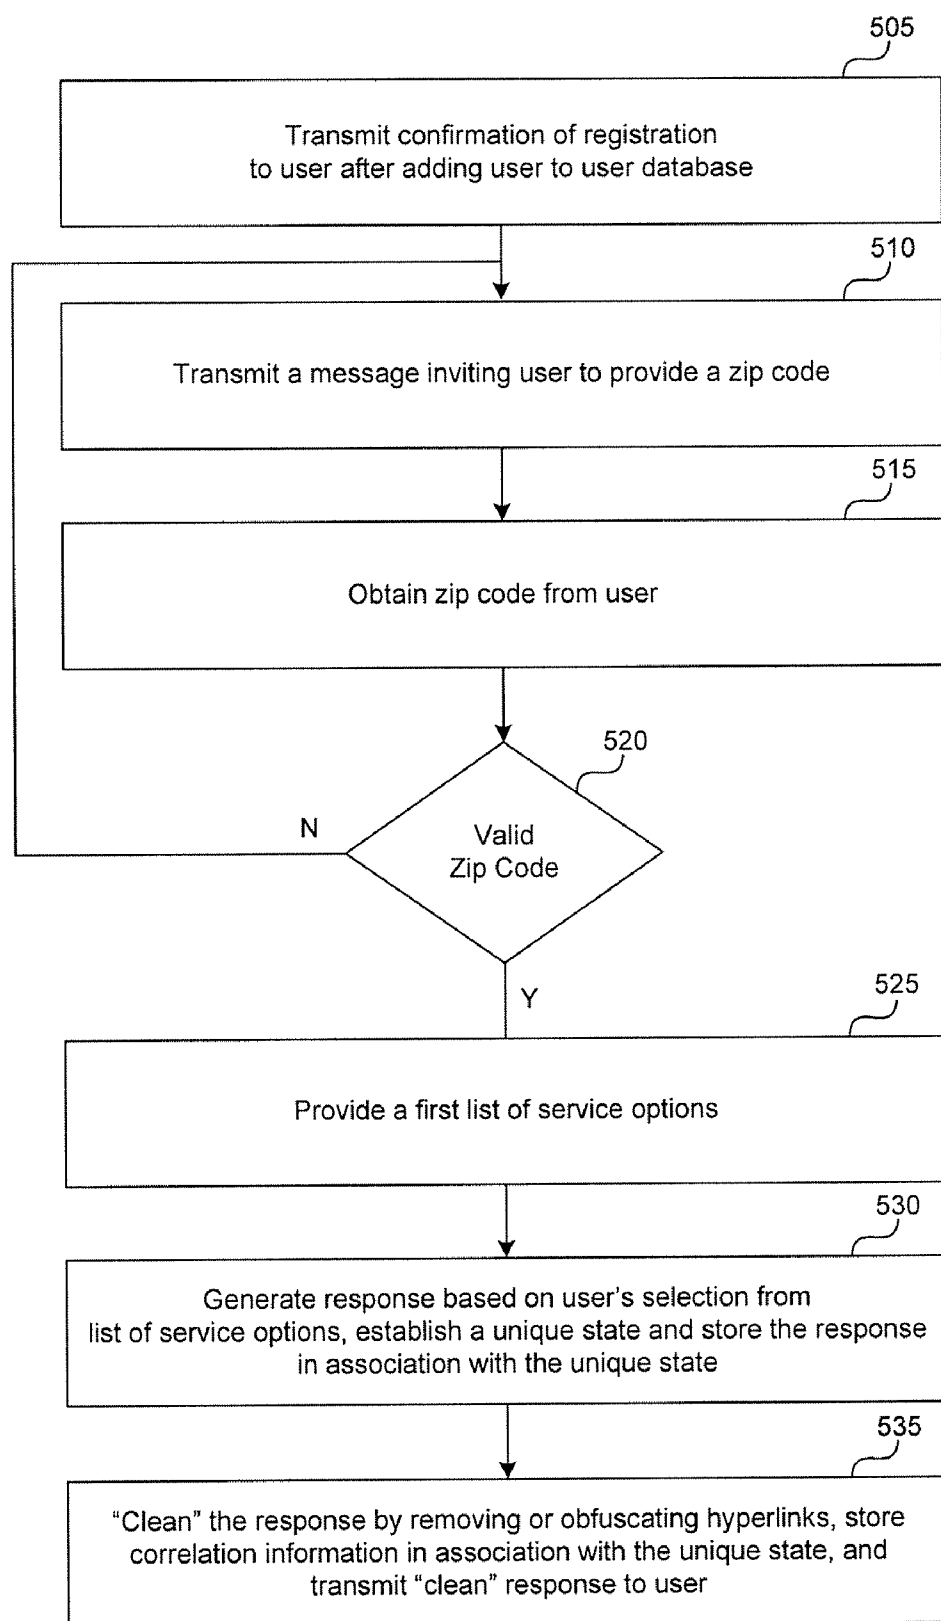 505
Transmit confirmation of registration
to user after adding user to user database
510
Transmit a message inviting user to provide a zip code
515
Obtain zip code from user
520
N
Valid
Zip Code
Y
525
Provide a first list of service options
530
Generate response based on user's selection from
list of service options, establish a unique state and store the response
in association with the unique state
535
“Clean” the response by removing or obfuscating hyperlinks, store
correlation information in association with the unique state, and
transmit “clean” response to user